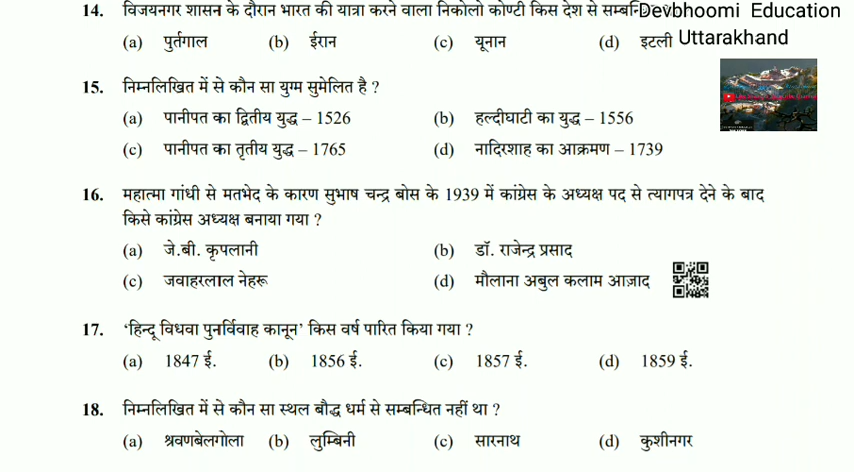 14. विजयनगर शासन के दौरान भारत की यात्रा करने वाला निकोलो कोण्टी किस देश से
Devbhoomi Education
Uttarakhand
(a) पुर्तगाल (b) ईरान (c) यूनान (d) इटली
15. निम्नलिखित में से कौन सा युग्म सुमेलित है ?
(a) पानीपत का द्वितीय युद्ध – 1526 (b) हल्दीघाटी का युद्ध – 1556
(c) पानीपत का तृतीय युद्ध – 1765 (d) नादिरशाह का आक्रमण – 1739
16. महात्मा गांधी से मतभेद के कारण सुभाष चन्द्र बोस के 1939 में कांग्रेस के अध्यक्ष पद से त्यागपत्र देने के बाद
किसे कांग्रेस अध्यक्ष बनाया गया ?
(a) जे.बी. कृपलानी (b) डॉ. राजेन्द्र प्रसाद
(c) जवाहरलाल नेहरू (d) मौलाना अबुल कलाम आज़ाद
17. ‘हिन्दू विधवा पुनर्विवाह कानून’ किस वर्ष पारित किया गया ?
(a) 1847 ई. (b) 1856 ई. (c) 1857 ई. (d) 1859 ई.
18. निम्नलिखित में से कौन सा स्थल बौद्ध धर्म से सम्बन्धित नहीं था ?
(a) श्रवणबेलगोला (b) लुम्बिनी (c) सारनाथ (d) कुशीनगर